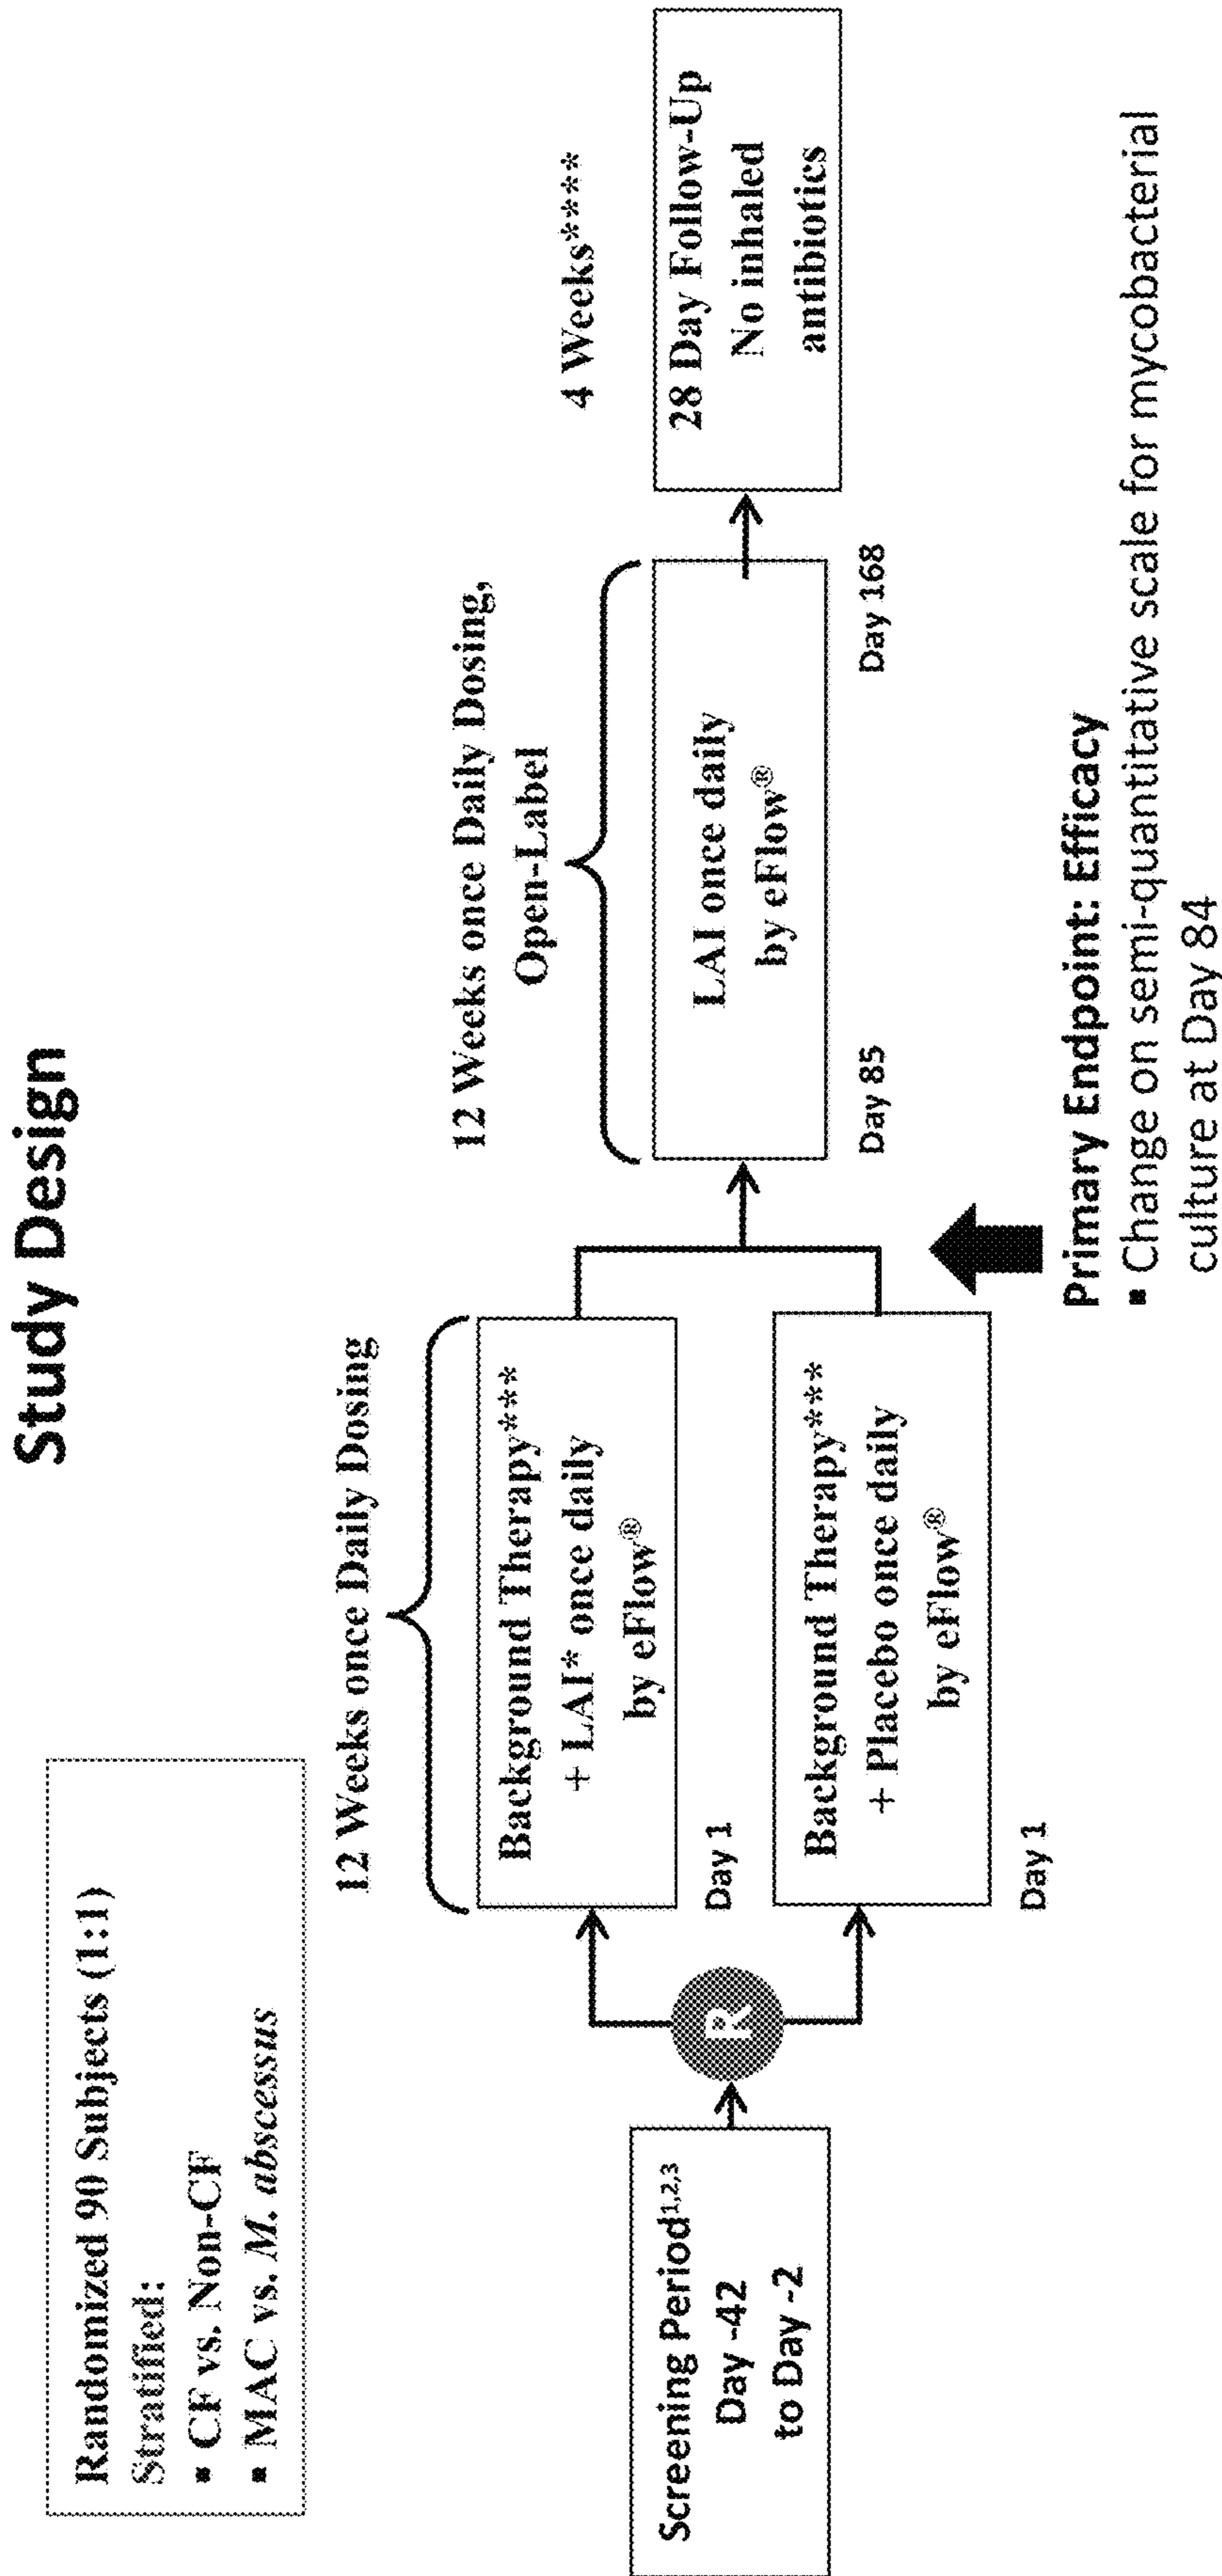 Study Design
Randomized 90 Subjects (1:1)
Stratified:
▪ CF vs. Non-CF
▪ MAC vs. M. abscessus
Screening Period1,2,3
Day -42
to Day -2
R
12 Weeks once Daily Dosing
Background Therapy***
+ LAI* once daily
by eFlow®
Day 1
Background Therapy***
+ Placebo once daily
by eFlow®
Day 1
12 Weeks once Daily Dosing,
Open-Label
LAI once daily
by eFlow®
Day 85
Day 168
4 Weeks****
28 Day Follow-Up
No inhaled
antibiotics
Primary Endpoint: Efficacy
▪ Change on semi-quantitative scale for mycobacterial
culture at Day 84